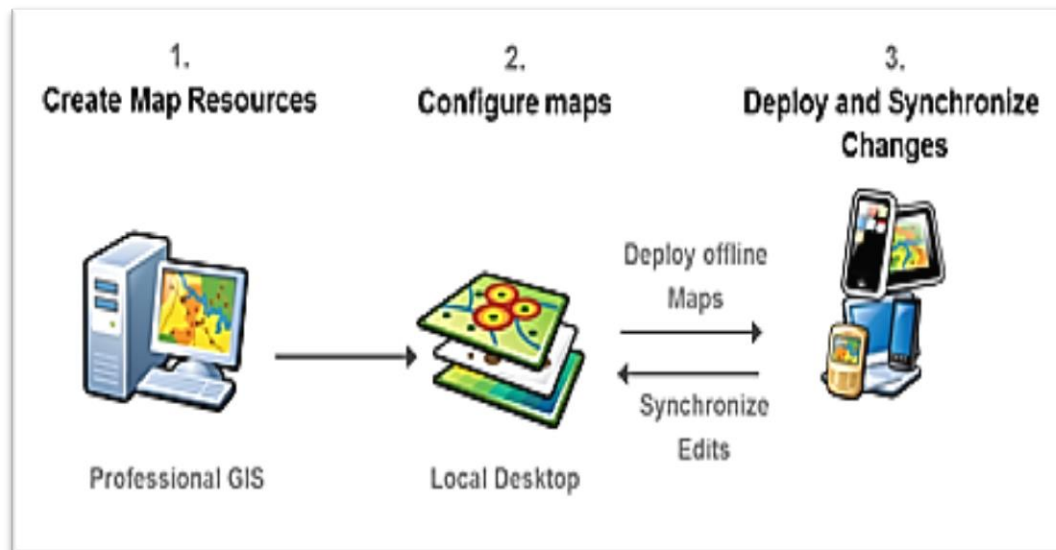 1.
Create Map Resources
2.
Configure maps
3.
Deploy and Synchronize
Changes
Deploy offline
Maps
Synchronize
Edits
Professional GIS
Local Desktop